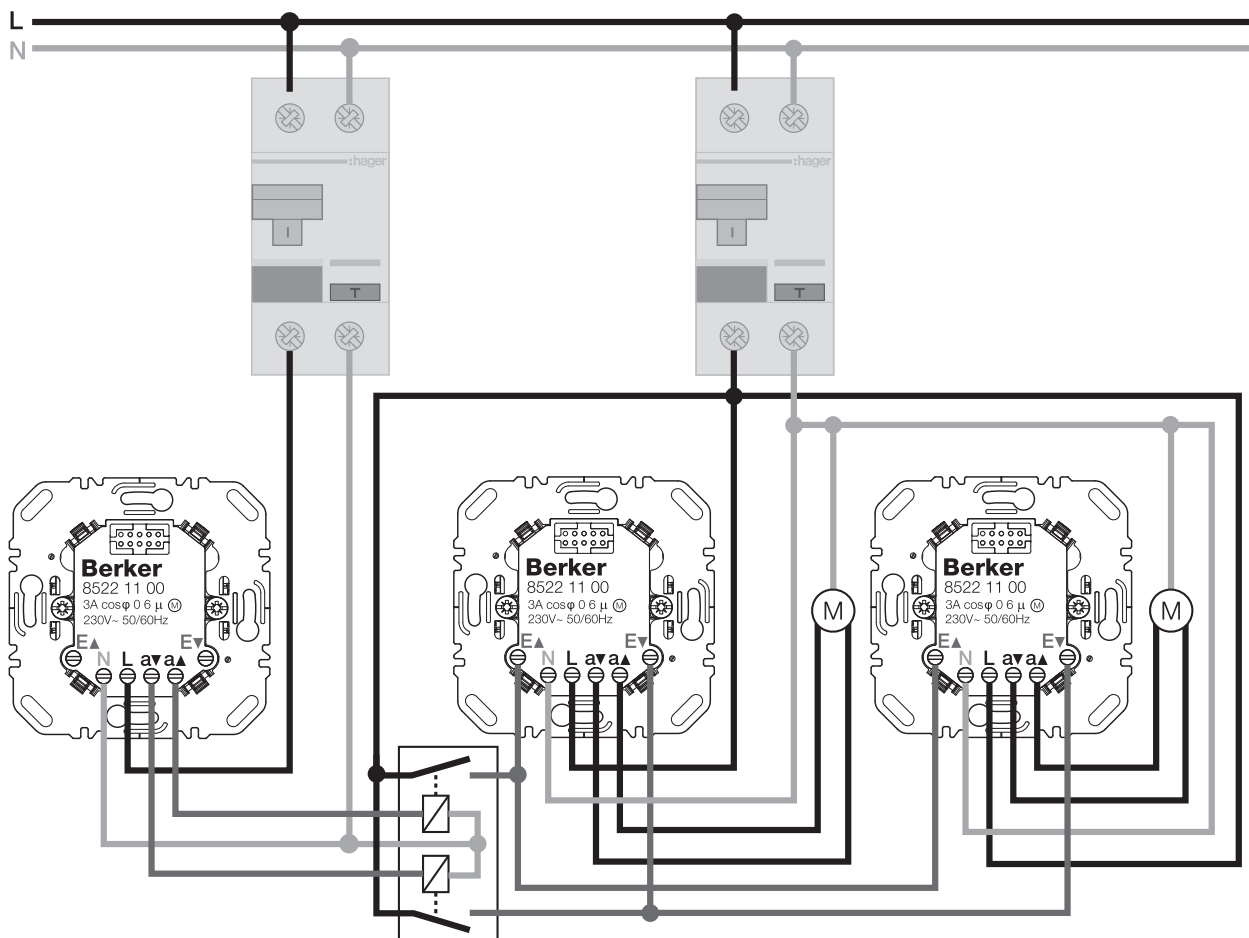 L
N
:hager
I
T
:hager
I
T
Berker
8522 11 00
3A cosφ 0 6 µ M
230V~ 50/60Hz
E▲ E▼
N L a▼ a▲
Berker
8522 11 00
3A cosφ 0 6 µ M
230V~ 50/60Hz
E▲ E▼
N L a▼ a▲
M
Berker
8522 11 00
3A cosφ 0 6 µ M
230V~ 50/60Hz
E▲ E▼
N L a▼ a▲
M